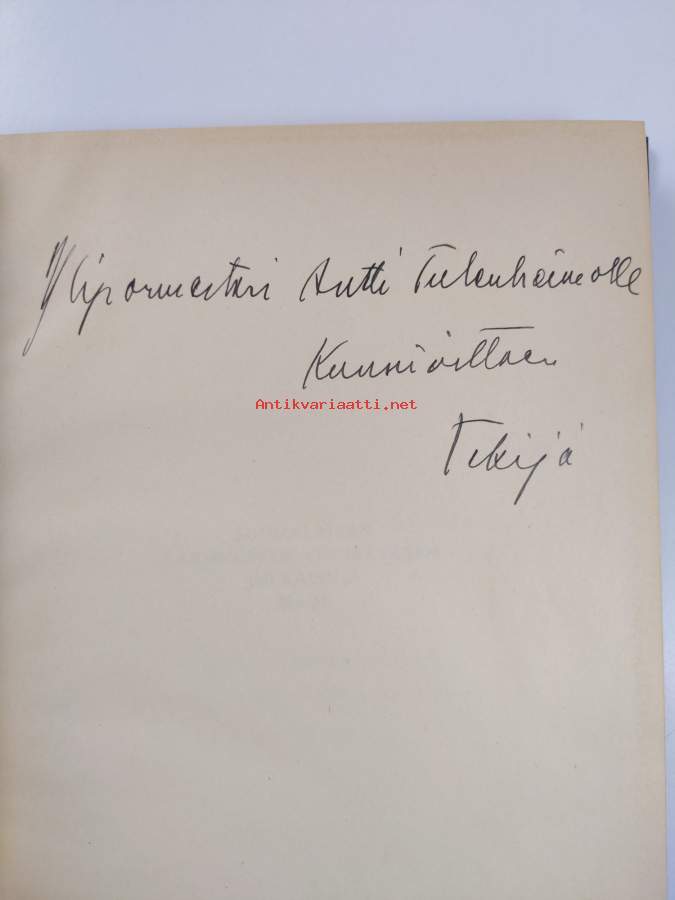 Ylipormestari Antti Tulenheimolle
Kunnioittaen
Antikvariaatti.net
Tekijä